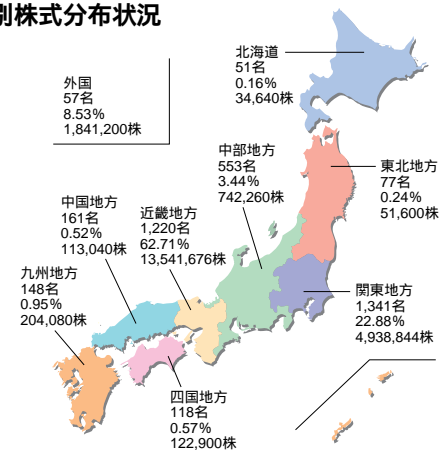 別株式分布状況
北海道
51名
0.16%
34,640株
外国
57名
8.53%
1,841,200株
中部地方
553名
3.44%
742,260株
東北地方
77名
0.24%
51,600株
中国地方
161名
0.52%
113,040株
近畿地方
1,220名
62.71%
13,541,676株
九州地方
148名
0.95%
204,080株
関東地方
1,341名
22.88%
4,938,844株
四国地方
118名
0.57%
122,900株